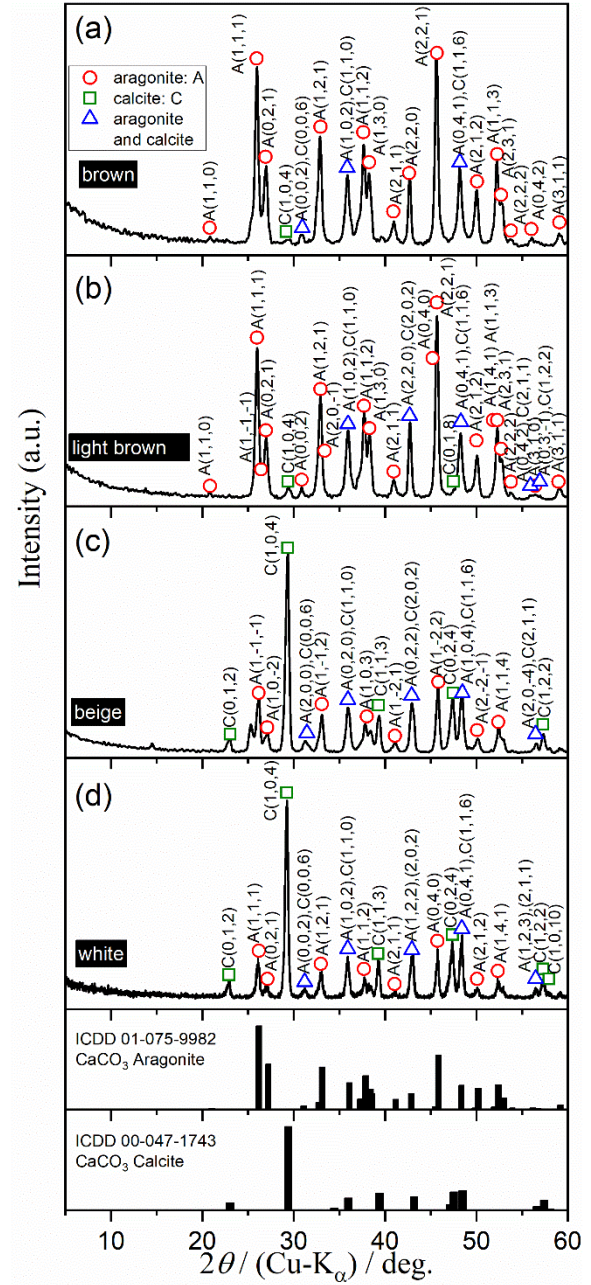 (a)
aragonite: A
calcite: C
aragonite
and calcite
brown
A(1,1,0)
A(1,1,1)
A(0,2,1)
C(1,0,4)
A(0,0,2),C(0,0,6)
A(1,2,1)
A(1,0,2),C(1,1,0)
A(1,1,2)
A(1,3,0)
A(2,1,1)
A(2,2,0)
A(2,2,1)
A(0,4,1),C(1,1,6)
A(2,1,2)
A(1,1,3)
A(2,3,1)
A(2,2,2)
A(0,4,2)
A(3,1,1)
(b)
light brown
A(1,1,0)
A(1,-1,-1)
A(1,1,1)
A(0,2,1)
C(1,0,4)
A(0,0,2)
A(1,2,1)
A(2,0,-1)
A(1,0,2),C(1,1,0)
A(1,1,2)
A(1,3,0)
A(2,1,1)
A(2,2,0),C(2,0,2)
A(0,4,0)
A(2,2,1)
C(0,1,8)
A(0,4,1),C(1,1,6)
A(2,1,2)
A(1,4,1)
A(1,1,3)
A(2,3,1)
A(2,2,2)
A(0,4,2),C(2,1,1)
A(3,1,1)
(c)
beige
C(0,1,2)
A(1,-1,-1)
A(1,0,-2)
C(1,0,4)
A(2,0,0),C(0,0,6)
A(1,-1,2)
A(0,2,0),C(1,1,0)
A(1,0,3)
C(1,1,3)
A(1,-2,1)
A(0,2,2),C(2,0,2)
A(1,-2,2)
C(0,2,4)
A(1,0,4),C(1,1,6)
A(2,-2,-1)
A(1,1,4)
A(2,0,-4),C(2,1,1)
C(1,2,2)
(d)
white
C(0,1,2)
A(1,1,1)
A(0,2,1)
C(1,0,4)
A(0,0,2),C(0,0,6)
A(1,2,1)
A(1,0,2),C(1,1,0)
A(1,1,2)
C(1,1,3)
A(2,1,1)
A(1,2,2),(2,0,2)
A(0,4,0)
C(0,2,4)
A(0,4,1),C(1,1,6)
A(2,1,2)
A(1,4,1)
A(1,2,3),(2,1,1)
C(1,2,2)
C(1,0,10)
ICDD 01-075-9982
CaCO₃ Aragonite
ICDD 00-047-1743
CaCO₃ Calcite
Intensity (a.u.)
10 20 30 40 50 60
2θ / (Cu-Kα) / deg.